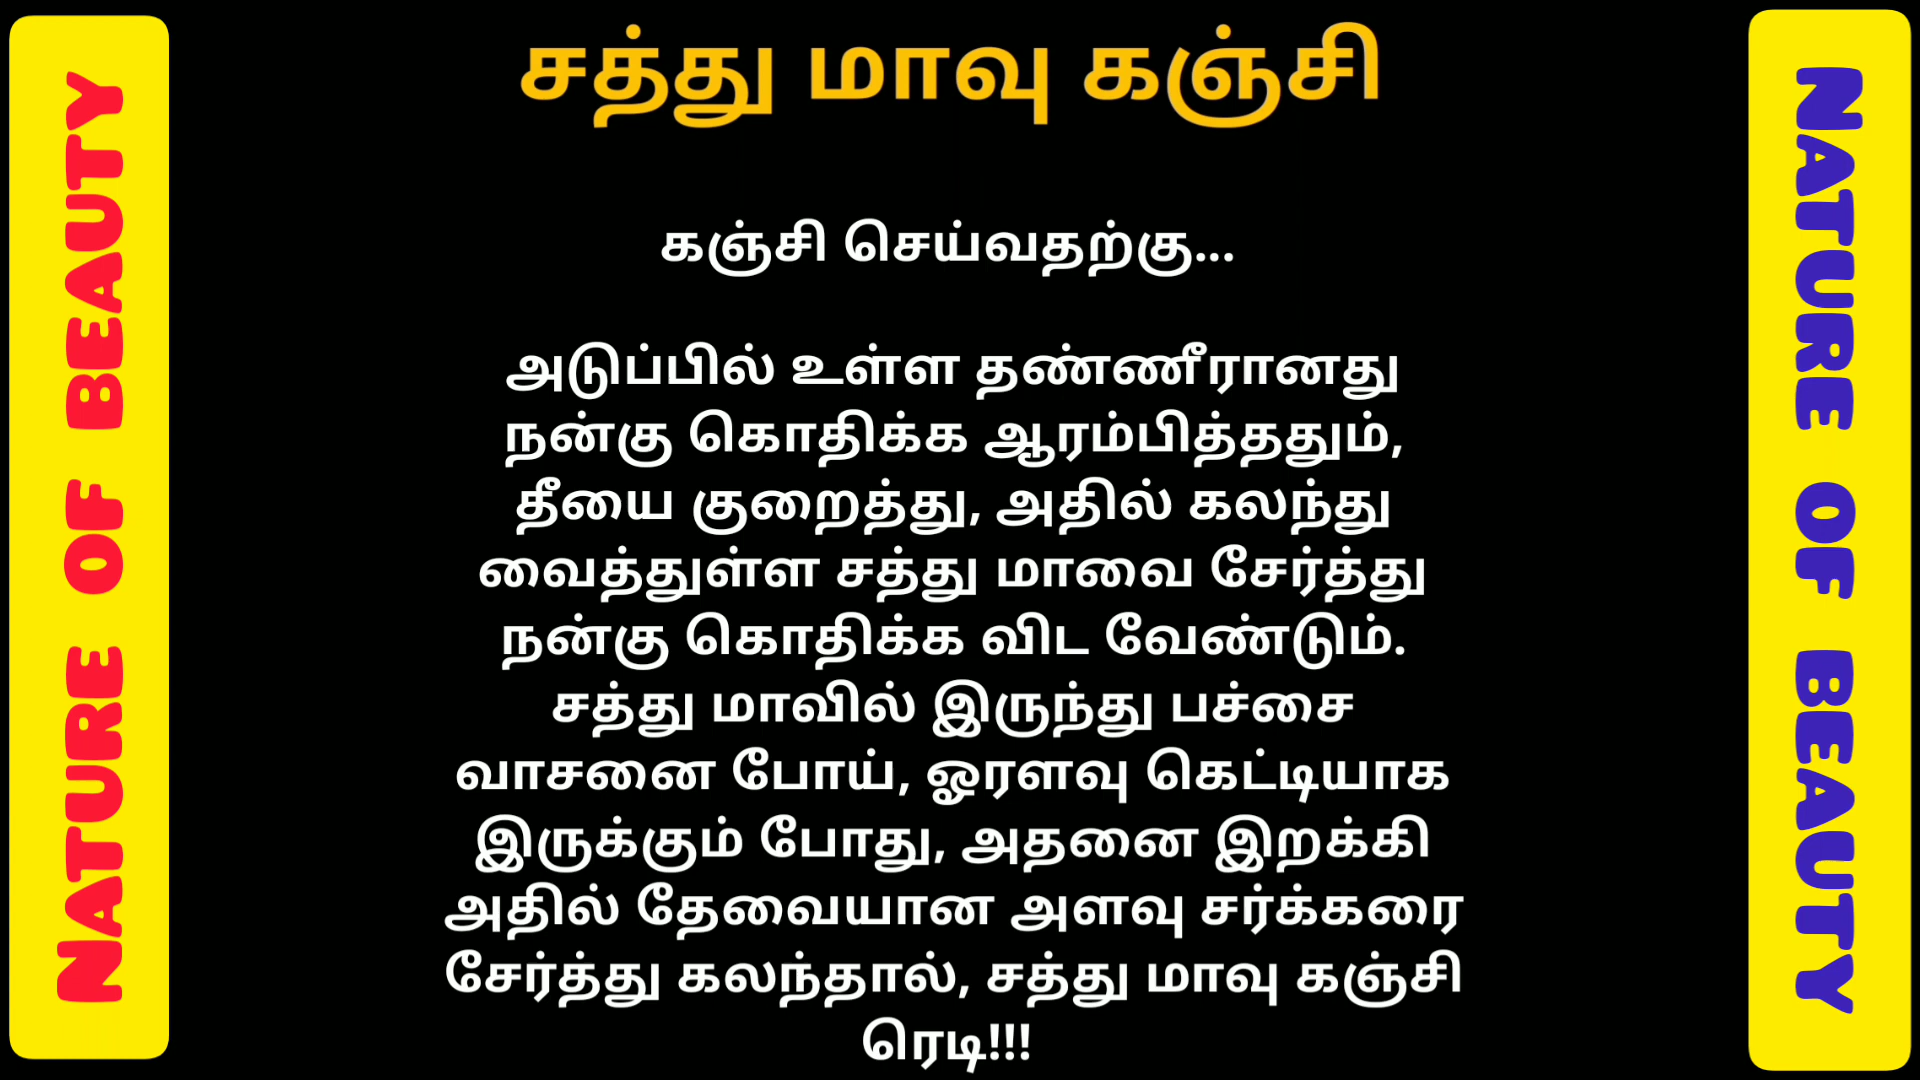 NATURE OF BEAUTY
சத்து மாவு கஞ்சி
கஞ்சி செய்வதற்கு...
அடுப்பில் உள்ள தண்ணீரானது
நன்கு கொதிக்க ஆரம்பித்ததும்,
தீயை குறைத்து, அதில் கலந்து
வைத்துள்ள சத்து மாவை சேர்த்து
நன்கு கொதிக்க விட வேண்டும்.
சத்து மாவில் இருந்து பச்சை
வாசனை போய், ஓரளவு கெட்டியாக
இருக்கும் போது, அதனை இறக்கி
அதில் தேவையான அளவு சர்க்கரை
சேர்த்து கலந்தால், சத்து மாவு கஞ்சி
ரெடி!!!
NATURE OF BEAUTY